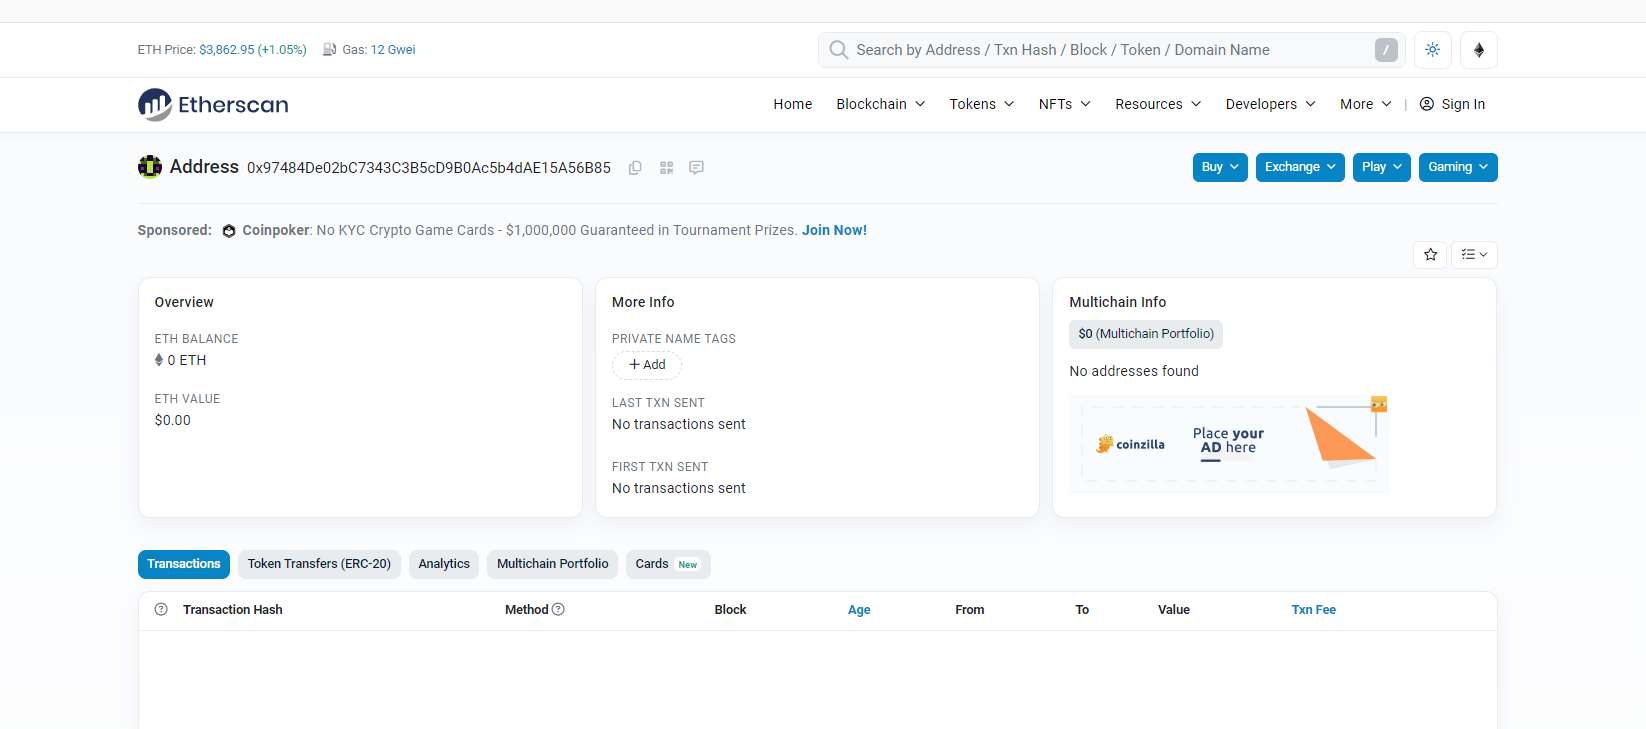 ETH Price: $3,862.95 (+1.05%) Gas: 12 Gwei
Search by Address / Txn Hash / Block / Token / Domain Name /
Etherscan
Home Blockchain Tokens NFTs Resources Developers More | Sign In
Address 0x97484De02bC7343C3B5cD9B0Ac5b4dAE15A56B85
Buy Exchange Play Gaming
Sponsored: Coinpoker: No KYC Crypto Game Cards - $1,000,000 Guaranteed in Tournament Prizes. Join Now!
Overview
ETH BALANCE
0 ETH
ETH VALUE
$0.00
More Info
PRIVATE NAME TAGS
+ Add
LAST TXN SENT
No transactions sent
FIRST TXN SENT
No transactions sent
Multichain Info
$0 (Multichain Portfolio)
No addresses found
coinzilla
Place your
AD here
Transactions Token Transfers (ERC-20) Analytics Multichain Portfolio Cards New
? Transaction Hash Method ? Block Age From To Value Txn Fee